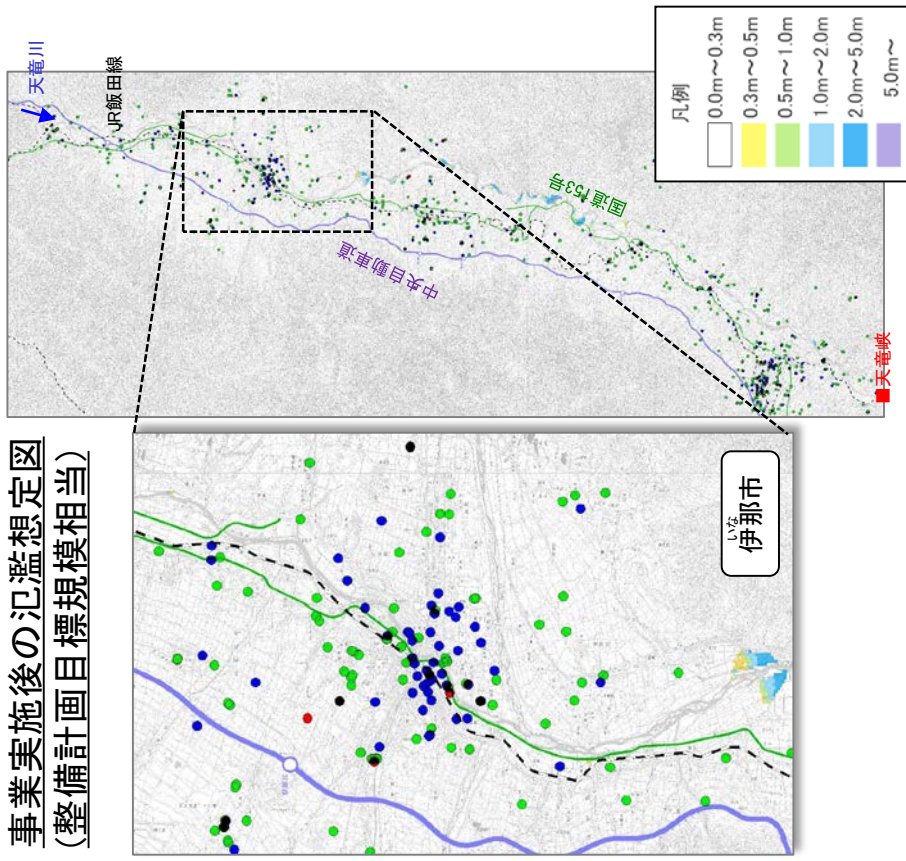 事業実施後の氾濫想定図
(整備計画目標規模相当)
天竜川
JR飯田線
中央自動車道
国道153号
天竜峡
いな
伊那市
凡例
0.0m~0.3m
0.3m~0.5m
0.5m~1.0m
1.0m~2.0m
2.0m~5.0m
5.0m~